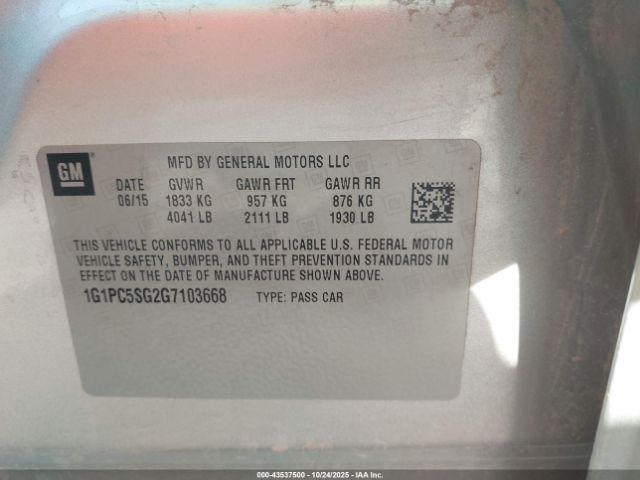 GM
MFD BY GENERAL MOTORS LLC
DATE GVWR GAWR FRT GAWR RR
06/15 1833 KG 957 KG 876 KG
4041 LB 2111 LB 1930 LB
THIS VEHICLE CONFORMS TO ALL APPLICABLE U.S. FEDERAL MOTOR
VEHICLE SAFETY, BUMPER, AND THEFT PREVENTION STANDARDS IN
EFFECT ON THE DATE OF MANUFACTURE SHOWN ABOVE.
1G1PC5SG2G7103668 TYPE: PASS CAR
000-43537500 - 10/24/2025 - IAA, Inc.